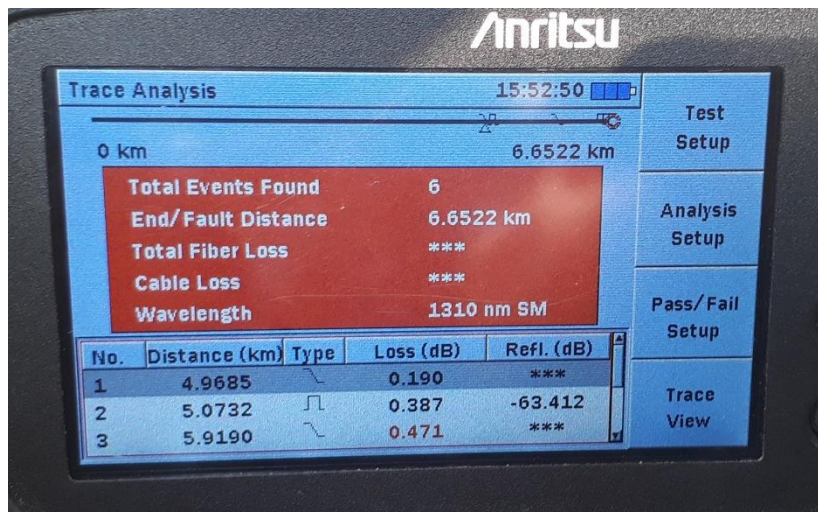 Anritsu
Trace Analysis 15:52:50
0 km 6.6522 km
Total Events Found 6
End/Fault Distance 6.6522 km
Total Fiber Loss ***
Cable Loss ***
Wavelength 1310 nm SM
No. Distance (km) Type Loss (dB) Refl. (dB)
1 4.9685 0.190 ***
2 5.0732 0.387 -63.412
3 5.9190 0.471 ***
Test
Setup
Analysis
Setup
Pass/Fail
Setup
Trace
View